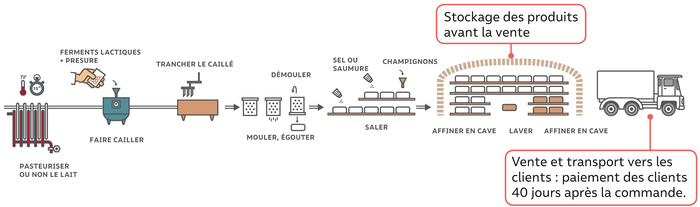 Stockage des produits
avant la vente
FERMENTS LACTIQUES
+ PRESURE
TRANCHER LE CAILLÉ
SEL OU
SAUMURE
CHAMPIGNONS
DÉMOULER
72°
15"
FAIRE CAILLER
MOULER, ÉGOUTER
SALER
AFFINER EN CAVE
LAVER
AFFINER EN CAVE
PASTEURISER
OU NON LE LAIT
Vente et transport vers les
clients : paiement des clients
40 jours après la commande.